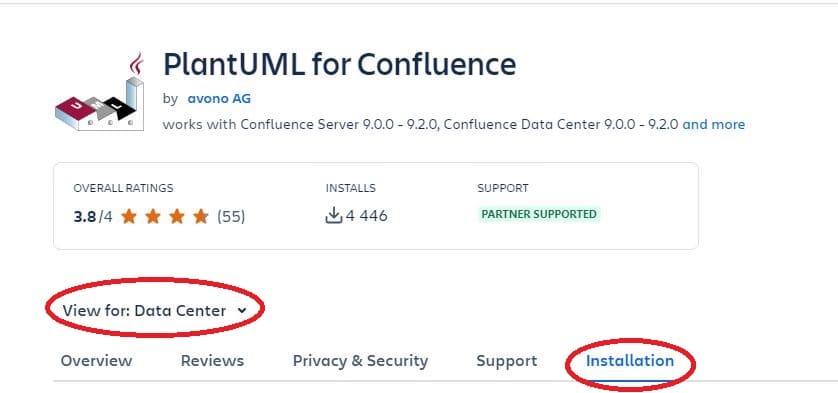 PlantUML for Confluence
U M L
by avono AG
works with Confluence Server 9.0.0 - 9.2.0, Confluence Data Center 9.0.0 - 9.2.0 and more
OVERALL RATINGS INSTALLS SUPPORT
3.8/4 (55) 4 446 PARTNER SUPPORTED
View for: Data Center
Overview Reviews Privacy & Security Support Installation